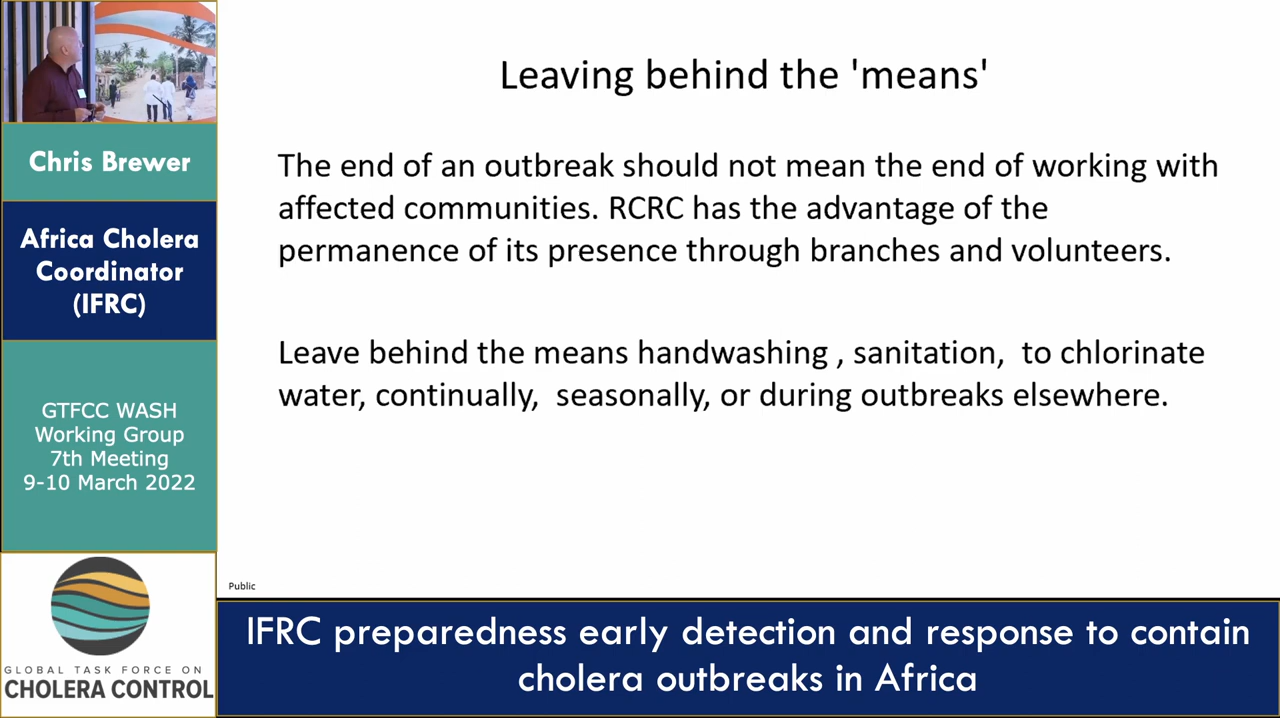 Chris Brewer
Africa Cholera
Coordinator
(IFRC)
GTFCC WASH
Working Group
7th Meeting
9-10 March 2022
GLOBAL TASK FORCE ON
CHOLERA CONTROL
Leaving behind the 'means'
The end of an outbreak should not mean the end of working with
affected communities. RCRC has the advantage of the
permanence of its presence through branches and volunteers.
Leave behind the means handwashing , sanitation,  to chlorinate
water, continually,  seasonally, or during outbreaks elsewhere.
Public
IFRC preparedness early detection and response to contain
cholera outbreaks in Africa